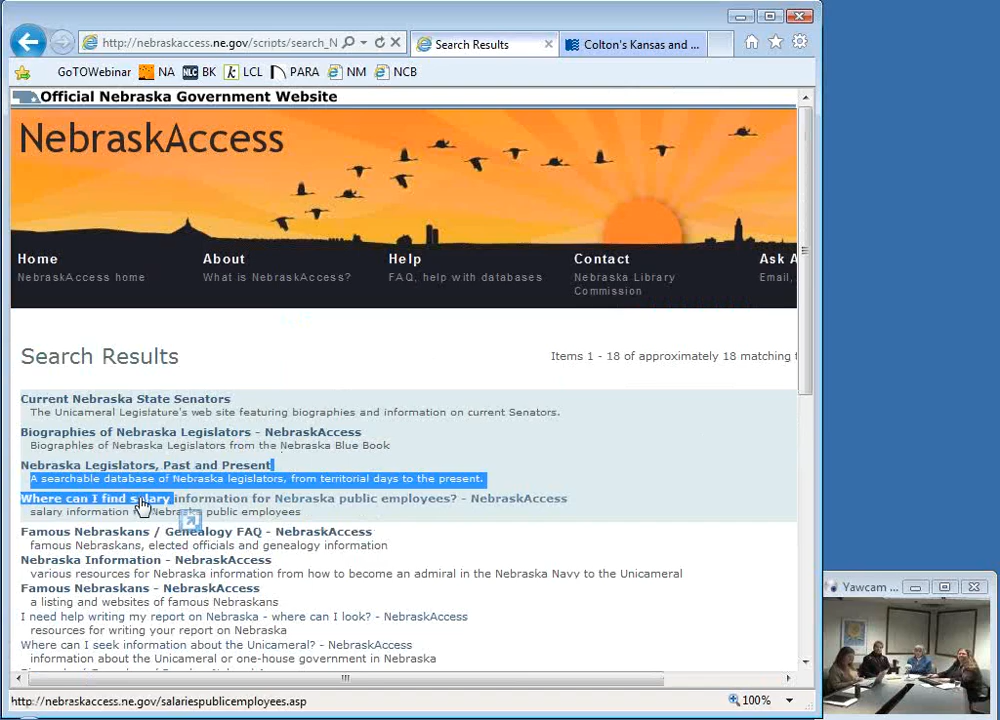 http://nebraskaccess.ne.gov/scripts/search_N
Search Results
Colton's Kansas and ...
GoTOWebinar
NA
NLC BK
k LCL
PARA
NM
NCB
Official Nebraska Government Website
NebraskAccess
Home
About
Help
Contact
Ask A
NebraskAccess home
What is NebraskAccess?
FAQ, help with databases
Nebraska Library
Commission
Email,
Search Results
Items 1 - 18 of approximately 18 matching
Current Nebraska State Senators
The Unicameral Legislature's web site featuring biographies and information on current Senators.
Biographies of Nebraska Legislators - NebraskAccess
Biographies of Nebraska Legislators from the Nebraska Blue Book
Nebraska Legislators, Past and Present
A searchable database of Nebraska legislators, from territorial days to the present.
Where can I find salary information for Nebraska public employees? - NebraskAccess
salary information Nebraska public employees
Famous Nebraskans / Genealogy FAQ - NebraskAccess
famous Nebraskans, elected officials and genealogy information
Nebraska Information - NebraskAccess
various resources for Nebraska information from how to become an admiral in the Nebraska Navy to the Unicameral
Famous Nebraskans - NebraskAccess
a listing and websites of famous Nebraskans
I need help writing my report on Nebraska - where can I look? - NebraskAccess
resources for writing your report on Nebraska
Where can I seek information about the Unicameral? - NebraskAccess
information about the Unicameral or one-house government in Nebraska
http://nebraskaccess.ne.gov/salariespublicemployees.asp
100%
Yawcam ...